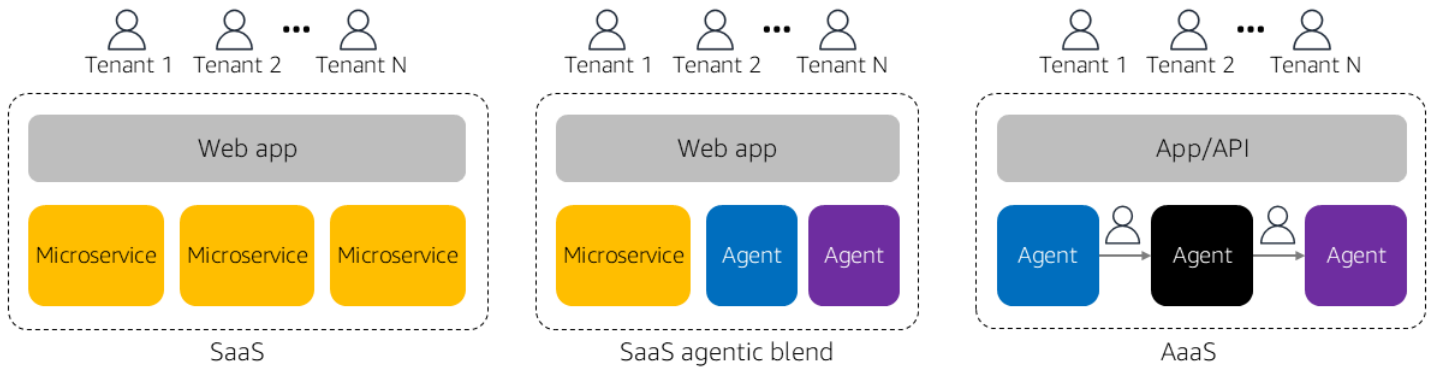 Tenant 1 Tenant 2 ... Tenant N
Web app
Microservice Microservice Microservice
SaaS
Tenant 1 Tenant 2 ... Tenant N
Web app
Microservice Agent Agent
SaaS agentic blend
Tenant 1 Tenant 2 ... Tenant N
App/API
Agent Agent Agent
AaaS